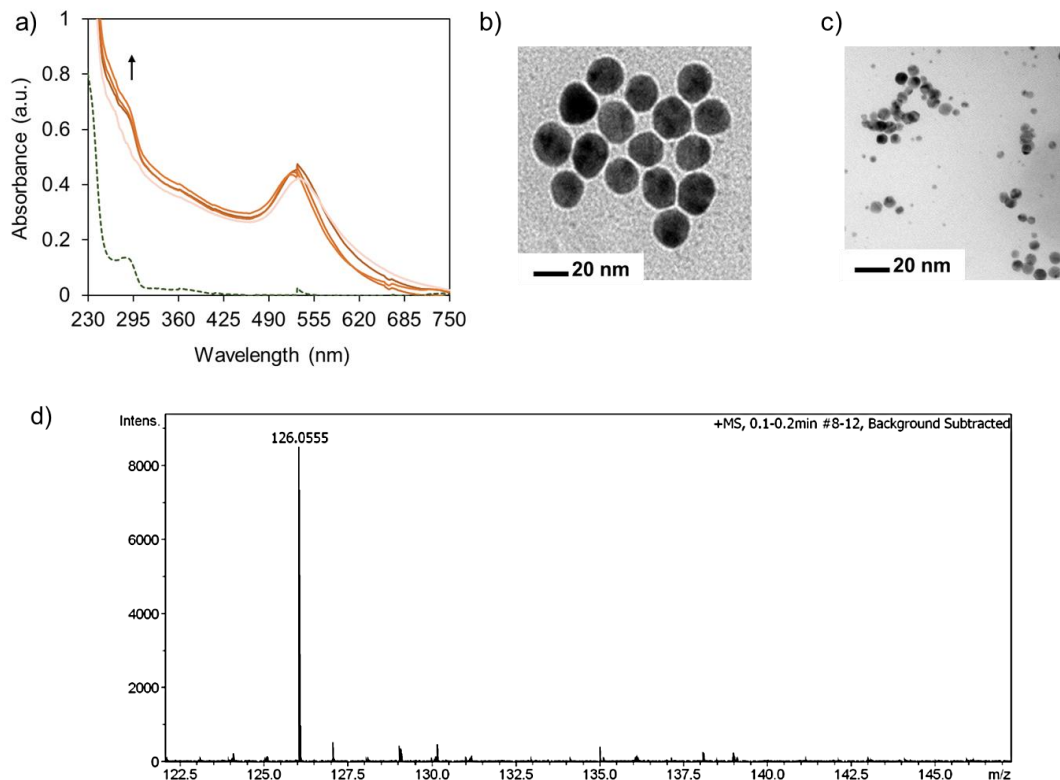 a)
1
0.8
0.6
0.4
0.2
0
Absorbance (a.u.)
230 295 360 425 490 555 620 685 750
Wavelength (nm)
b)
20 nm
c)
20 nm
d)
Intens.
+MS, 0.1-0.2min #8-12, Background Subtracted
126.0555
8000
6000
4000
2000
0
122.5 125.0 127.5 130.0 132.5 135.0 137.5 140.0 142.5 145.0 m/z